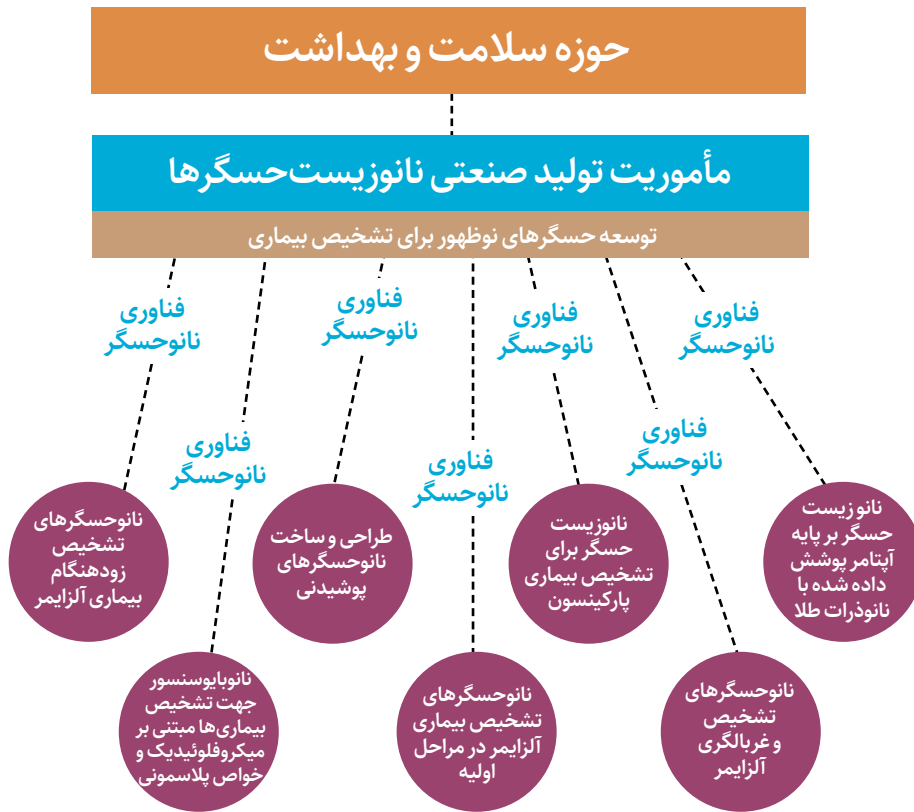 حوزه سلامت و بهداشت
مأموریت تولید صنعتی نانوزیست‌حسگرها
توسعه حسگرهای نوظهور برای تشخیص بیماری
فناوری
نانوحسگر
فناوری
نانوحسگر
فناوری
نانوحسگر
فناوری
نانوحسگر
فناوری
نانوحسگر
فناوری
نانوحسگر
فناوری
نانوحسگر
نانو زیست
حسگر بر پایه
آپتامر پوشش
داده شده با
نانوذرات طلا
نانوزیست
حسگر برای
تشخیص بیماری
پارکینسون
طراحی و ساخت
نانوحسگرهای
پوشیدنی
نانوحسگرهای
تشخیص
زودهنگام
بیماری آلزایمر
نانوحسگرهای
تشخیص
و غربالگری
آلزایمر
نانوحسگرهای
تشخیص بیماری
آلزایمر در مراحل
اولیه
نانوبایوسنسور
جهت تشخیص
بیماری‌ها مبتنی بر
میکروفلوئیدیک و
خواص پلاسمونی